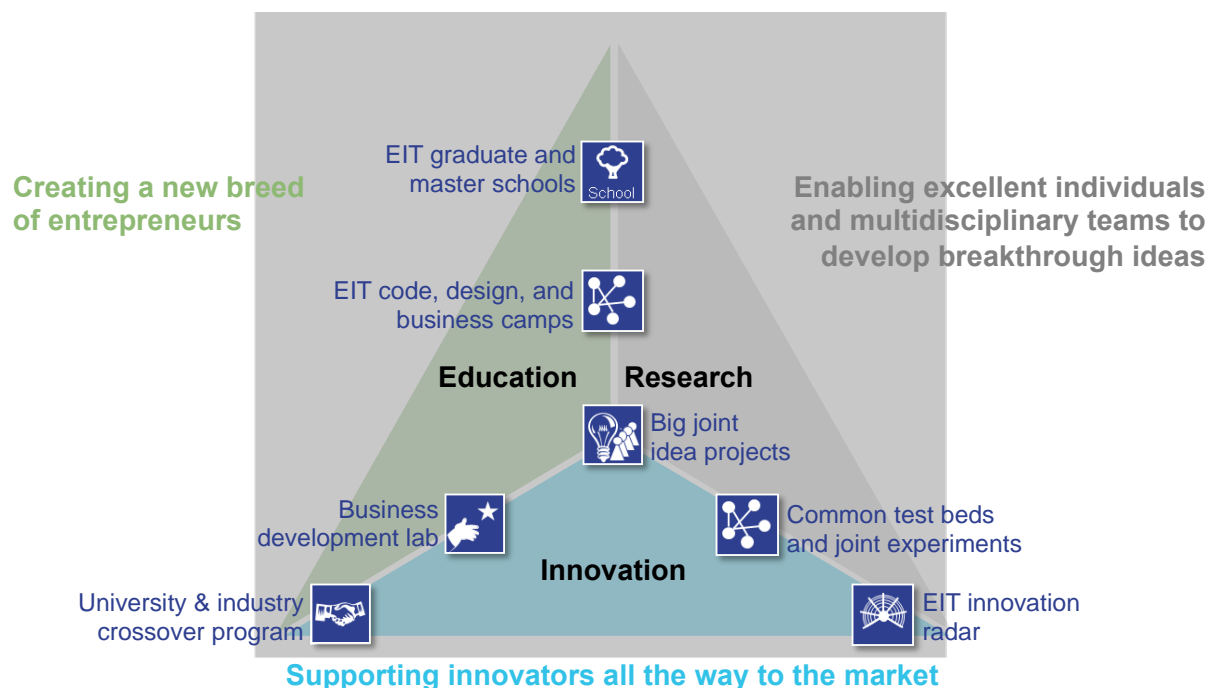 EIT graduate and
master schools
School
Creating a new breed
of entrepreneurs
Enabling excellent individuals
and multidisciplinary teams to
develop breakthrough ideas
EIT code, design, and
business camps
Education
Research
Big joint
idea projects
Business
development lab
Common test beds
and joint experiments
Innovation
University & industry
crossover program
EIT innovation
radar
Supporting innovators all the way to the market